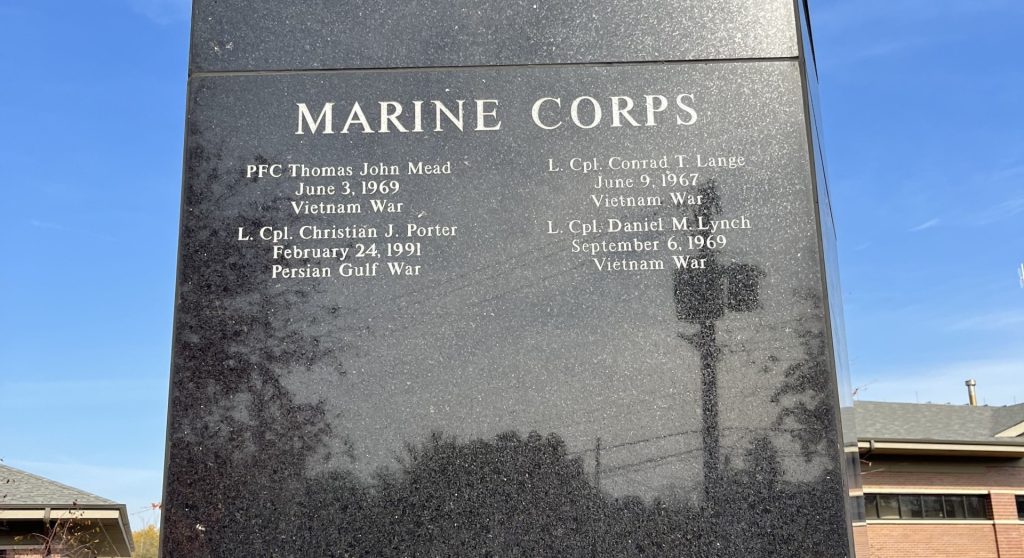 MARINE CORPS
PFC Thomas John Mead
June 3, 1969
Vietnam War
L. Cpl. Christian J. Porter
February 24, 1991
Persian Gulf War
L. Cpl. Conrad T. Lange
June 9, 1967
Vietnam War
L. Cpl. Daniel M. Lynch
September 6, 1969
Vietnam War